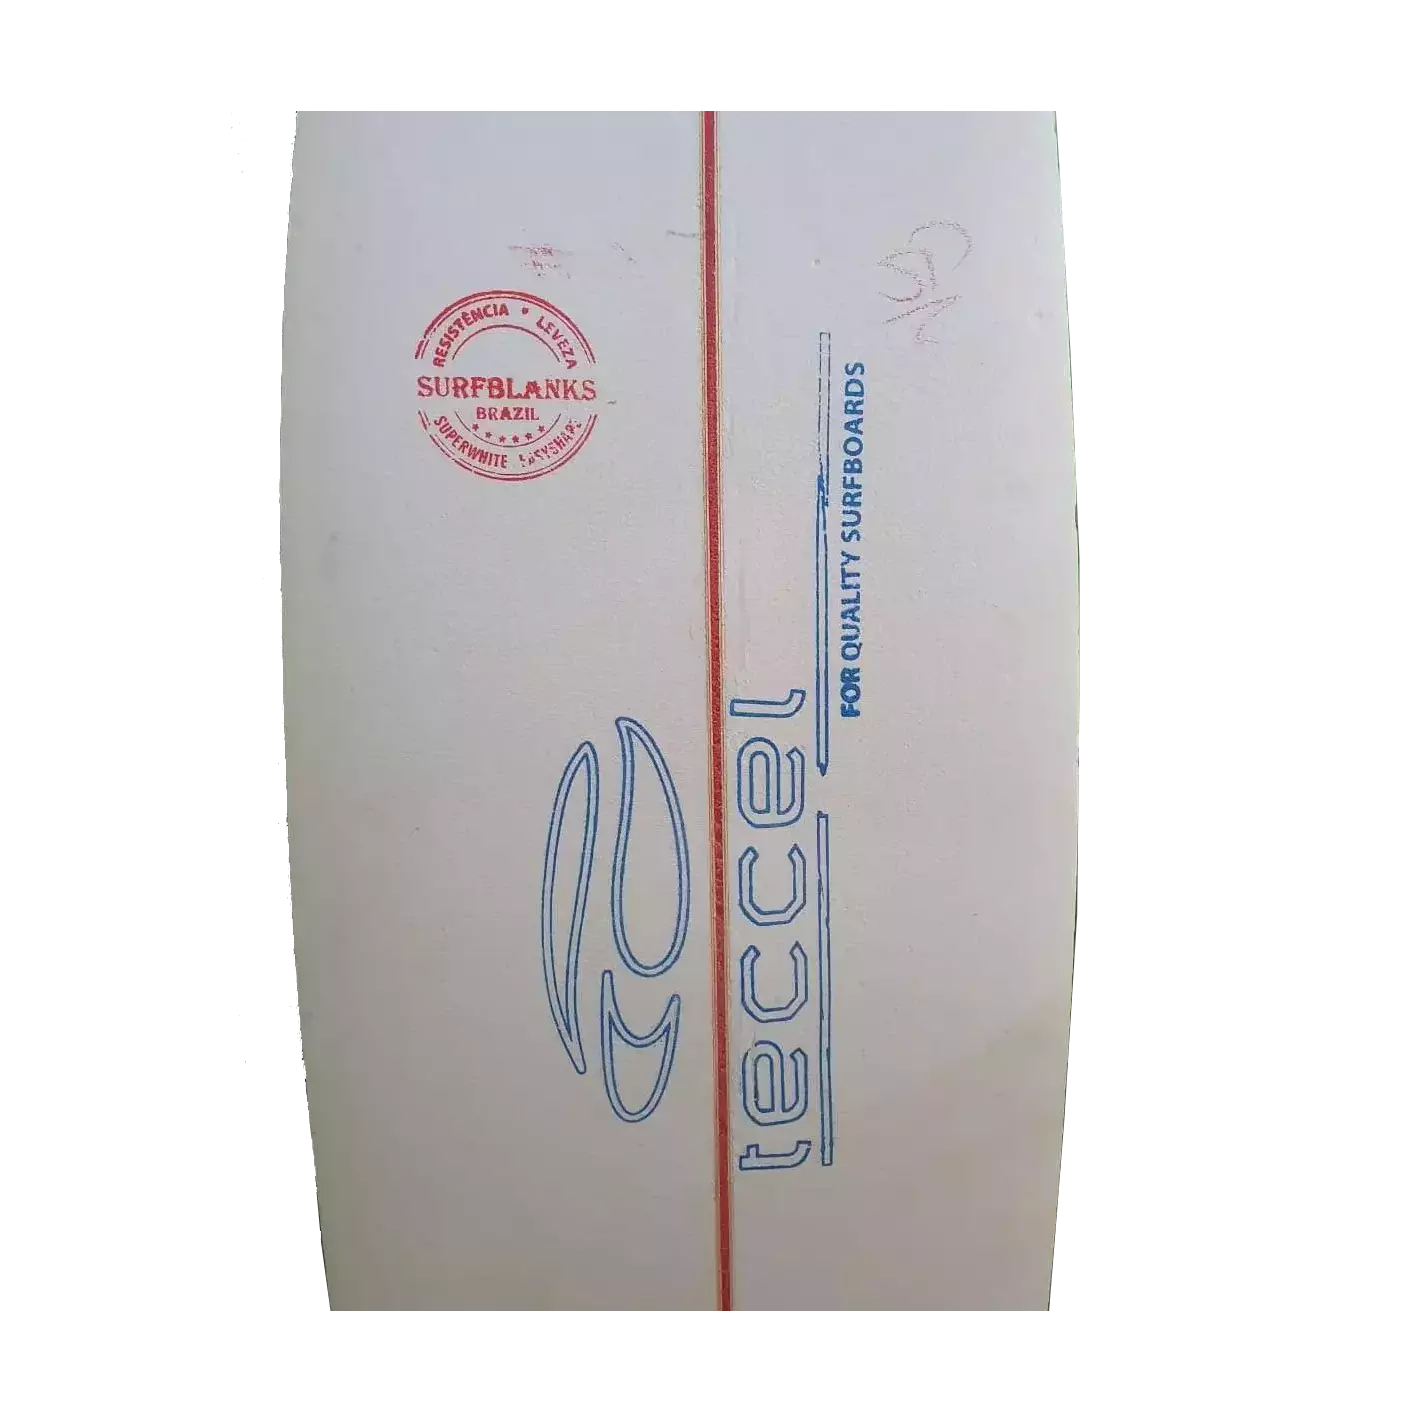 RESISTÊNCIA • LEVEZA
SURFBLANKS
BRAZIL
SUPERWHITE EASYSHAPE
teccel
FOR QUALITY SURFBOARDS